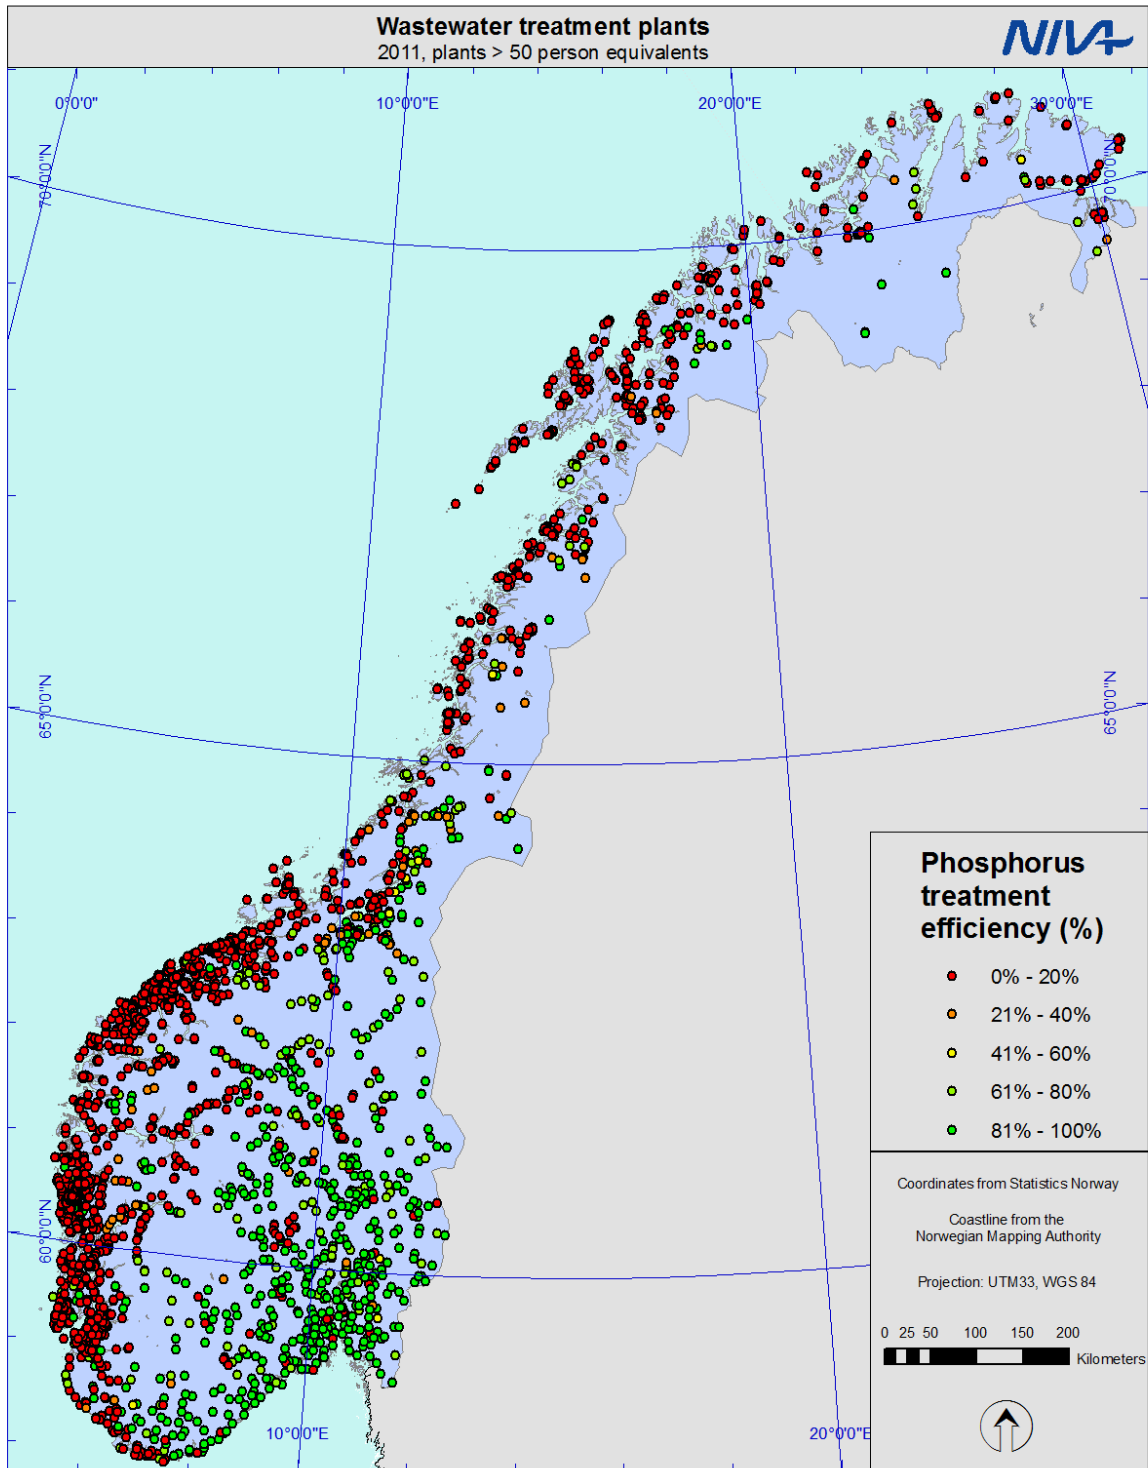 Wastewater treatment plants
2011, plants > 50 person equivalents
NIVA
0°0'0"
10°0'0"E
20°0'0"E
30°0'0"E
70°0'0"N
70°0'0"N
65°0'0"N
65°0'0"N
60°0'0"N
10°0'0"E
20°0'0"E
Phosphorus
treatment
efficiency (%)
0% - 20%
21% - 40%
41% - 60%
61% - 80%
81% - 100%
Coordinates from Statistics Norway
Coastline from the
Norwegian Mapping Authority
Projection: UTM33, WGS 84
0 25 50 100 150 200
Kilometers